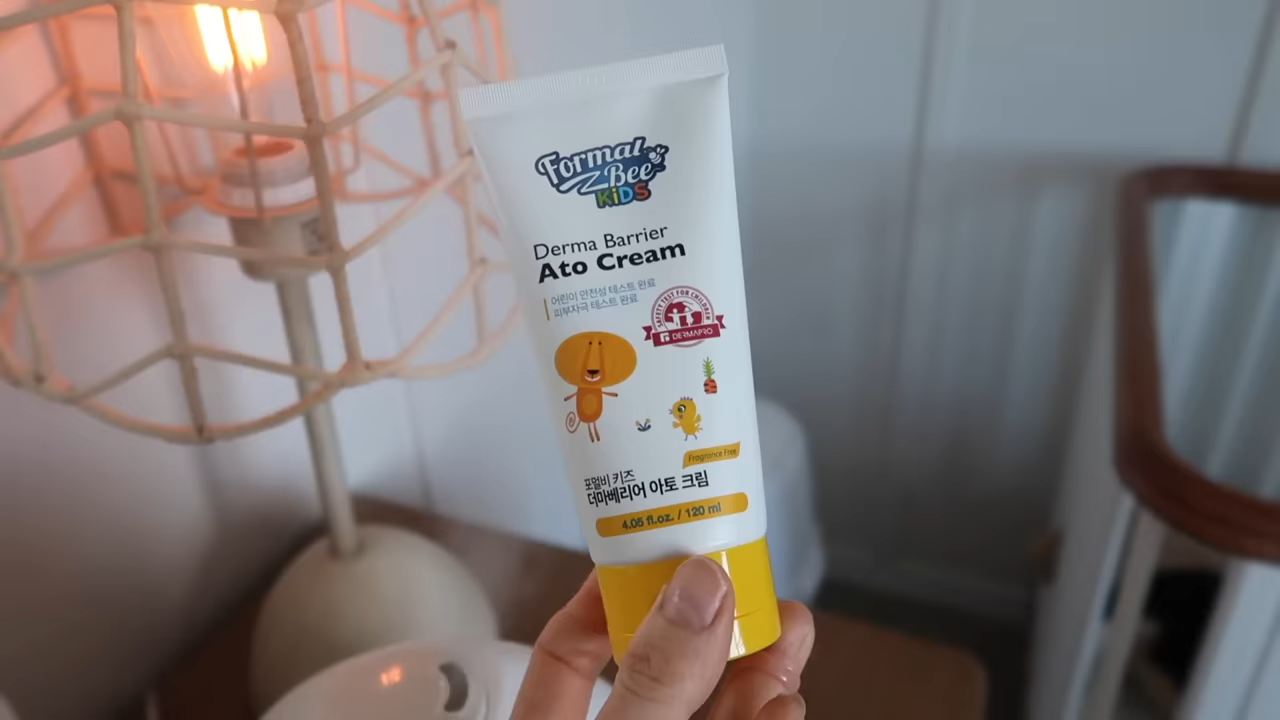 Formal
Bee
KiDS
Derma Barrier
Ato Cream
어린이 안전성 테스트 완료
피부자극 테스트 완료
SAFETY TEST FOR CHILDREN
DERMAPRO
Fragrance Free
포멀비 키즈
더마베리어 아토 크림
4.05 fl.oz. / 120 ml